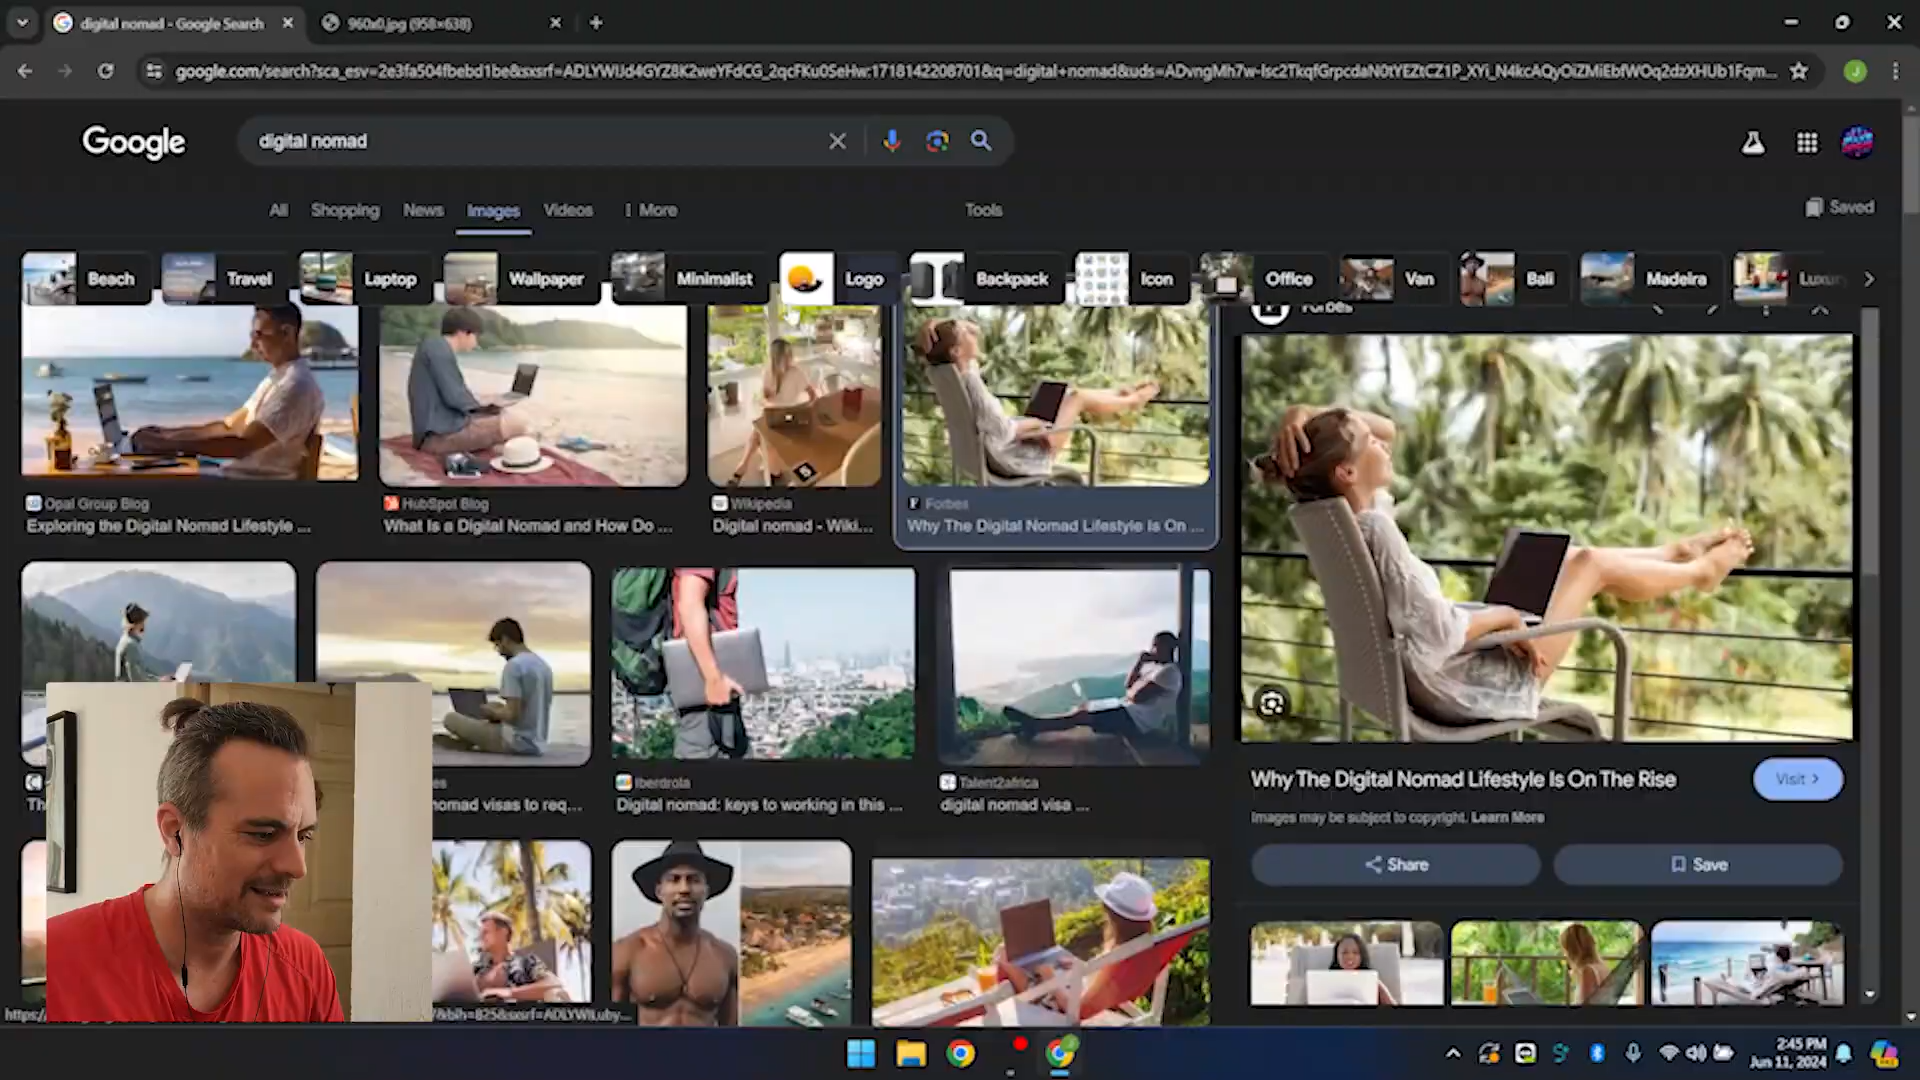 digital nomad - Google Search
960x0.jpg (958×638)
Google
digital nomad
All
Shopping
News
Images
Videos
More
Tools
Saved
Beach
Travel
Laptop
Wallpaper
Minimalist
Logo
Backpack
Icon
Office
Van
Bali
Madeira
Forbes
Opal Group Blog
Exploring the Digital Nomad Lifestyle ...
HubSpot Blog
What Is a Digital Nomad and How Do ...
Wikipedia
Digital nomad - Wiki...
Forbes
Why The Digital Nomad Lifestyle Is On ...
nomad visas to req...
Iberdrola
Digital nomad: keys to working in this ...
Talent2africa
digital nomad visa ...
Why The Digital Nomad Lifestyle Is On The Rise
Visit
Images may be subject to copyright. Learn More
Share
Save
2:45 PM
Jun 11, 2024